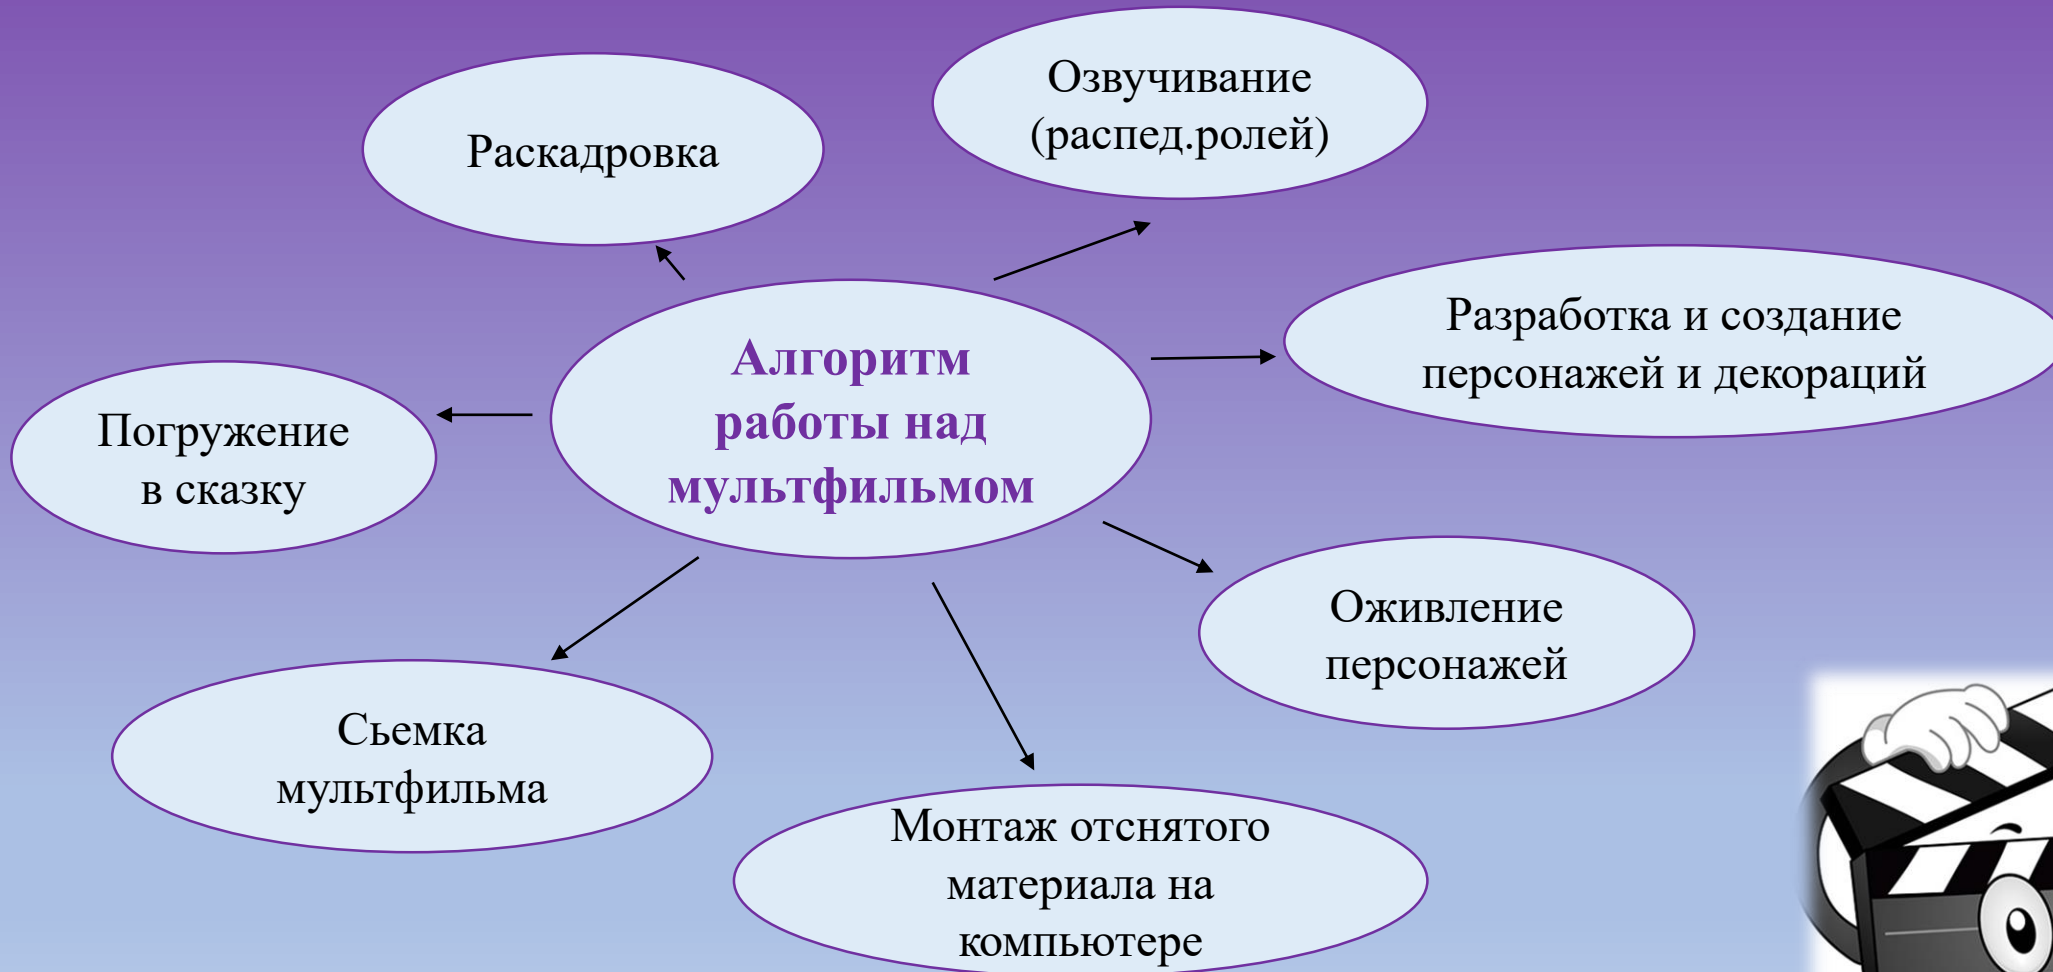 Озвучивание
(распед.ролей)
Раскадровка
Разработка и создание
персонажей и декораций
Алгоритм
работы над
мультфильмом
Погружение
в сказку
Оживление
персонажей
Сьемка
мультфильма
Монтаж отснятого
материала на
компьютере